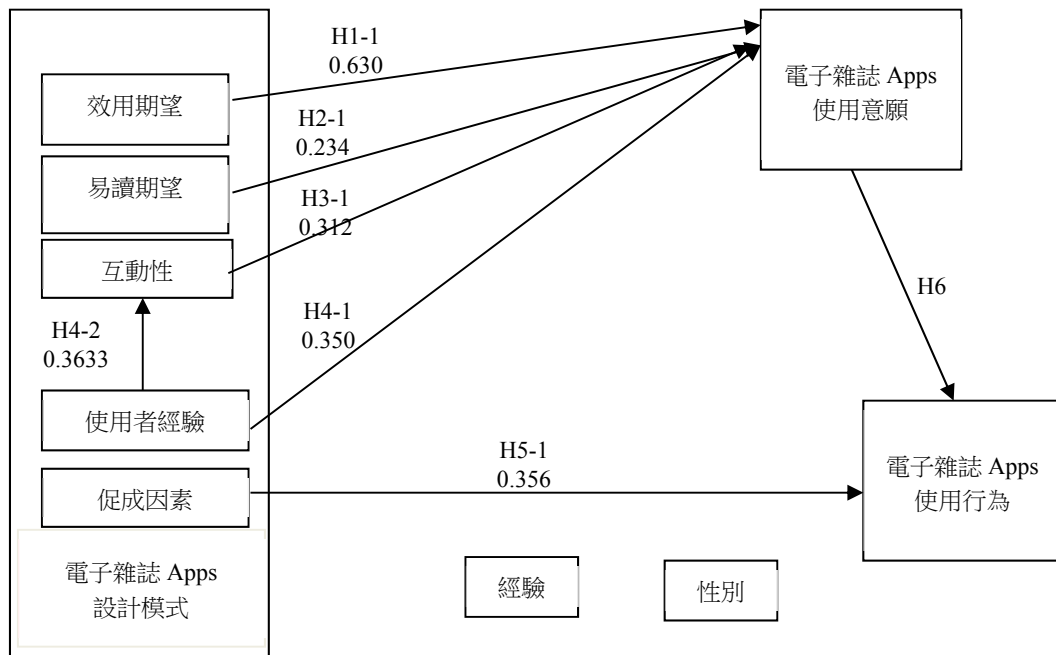 H1-1
0.630
效用期望
H2-1
0.234
易讀期望
H3-1
0.312
互動性
H4-2
0.3633
H4-1
0.350
使用者經驗
H5-1
0.356
促成因素
電子雜誌 Apps
設計模式
經驗
性別
電子雜誌 Apps
使用意願
H6
電子雜誌 Apps
使用行為